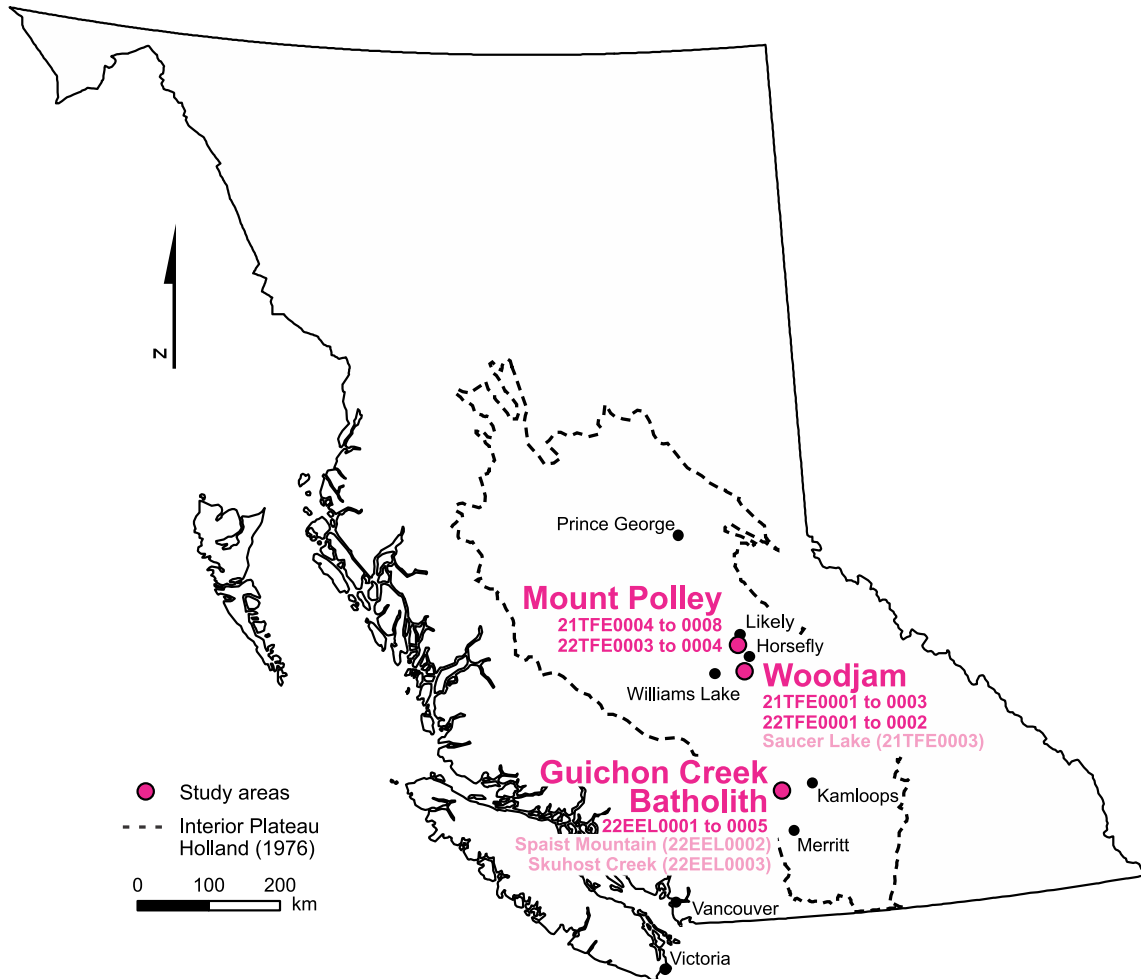 Prince George
Mount Polley
21TFE0004 to 0008
22TFE0003 to 0004
Likely
Horsefly
Williams Lake
Woodjam
21TFE0001 to 0003
22TFE0001 to 0002
Saucer Lake (21TFE0003)
Guichon Creek
Batholith
22EEL0001 to 0005
Spaist Mountain (22EEL0002)
Skuhost Creek (22EEL0003)
Kamloops
Merritt
Vancouver
Victoria
N
Study areas
Interior Plateau
Holland (1976)
0 100 200
km